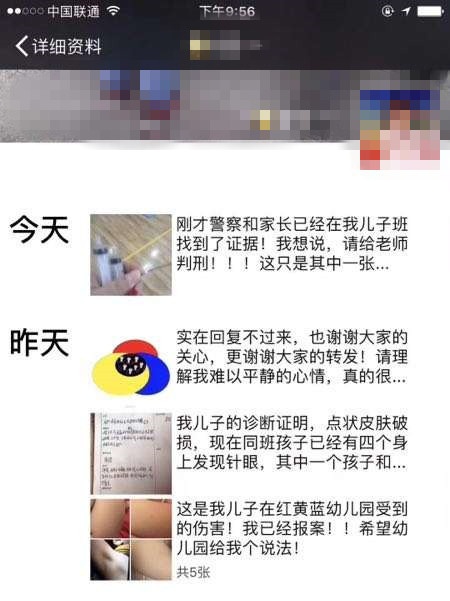 中国联通 下午9:56
详细资料
今天
刚才警察和家长已经在我儿子班
找到了证据！我想说，请给老师
判刑！！！这只是其中一张...
昨天
实在回复不过来，也谢谢大家的
关心，更谢谢大家的转发！请理
解我难以平静的心情，真的很...
我儿子的诊断证明，点状皮肤破
损，现在同班孩子已经有四个身
上发现针眼，其中一个孩子和...
这是我儿子在红黄蓝幼儿园受到
的伤害！我已经报案！！希望幼
儿园给我个说法！
共5张